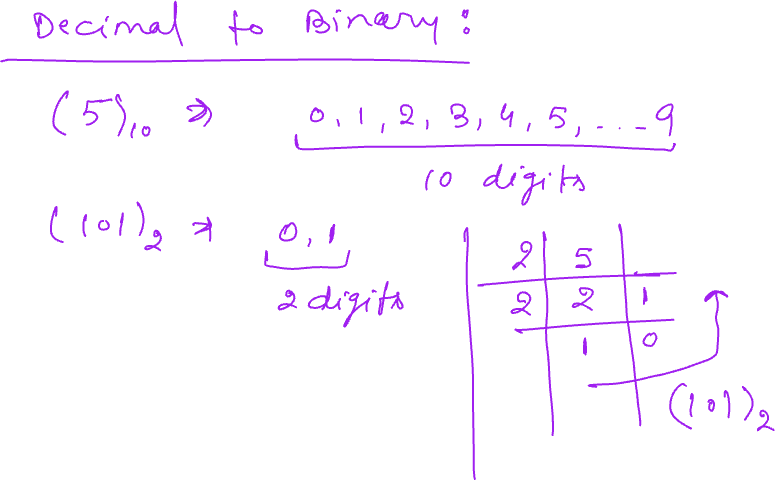 Decimal to Binary :
(5)₁₀ ⇒ 0, 1, 2, 3, 4, 5, ... 9
10 digits
(101)₂ → 0, 1
2 digits
2 5
2 2 1
1 0
(101)₂